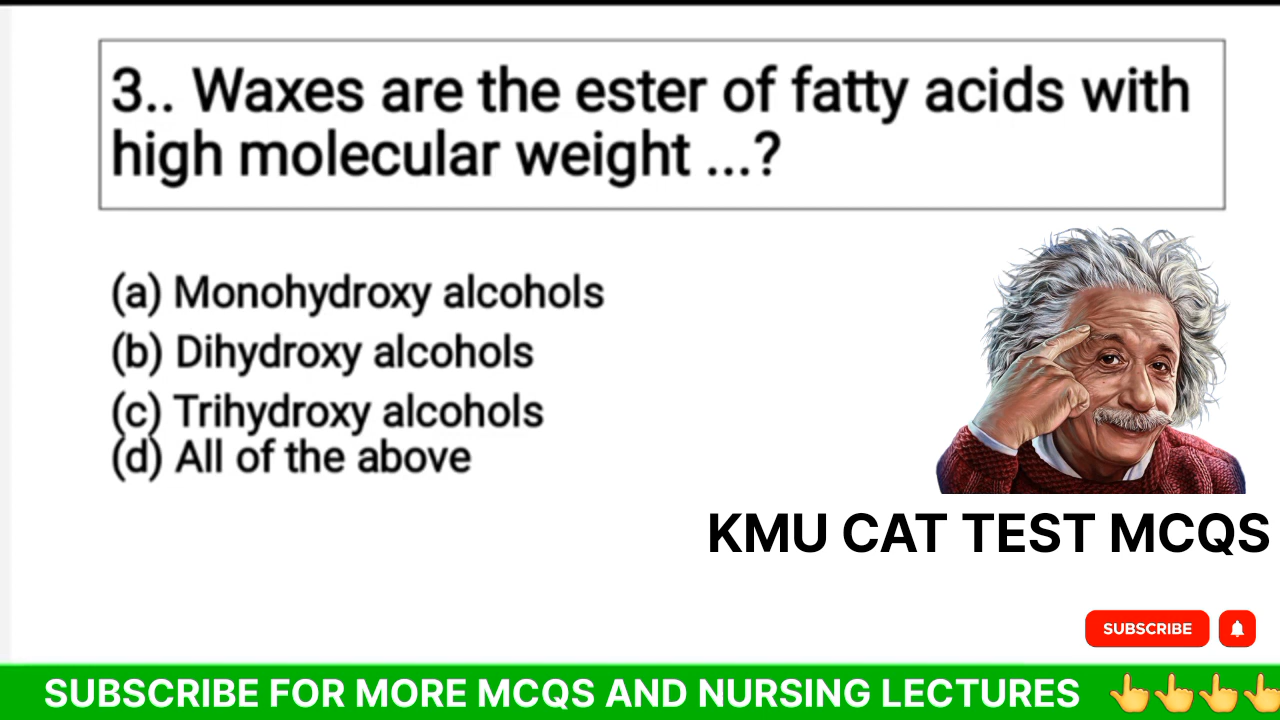 3.. Waxes are the ester of fatty acids with
high molecular weight ...?
(a) Monohydroxy alcohols
(b) Dihydroxy alcohols
(c) Trihydroxy alcohols
(d) All of the above
KMU CAT TEST MCQS
SUBSCRIBE
SUBSCRIBE FOR MORE MCQS AND NURSING LECTURES 👆👆👆👆